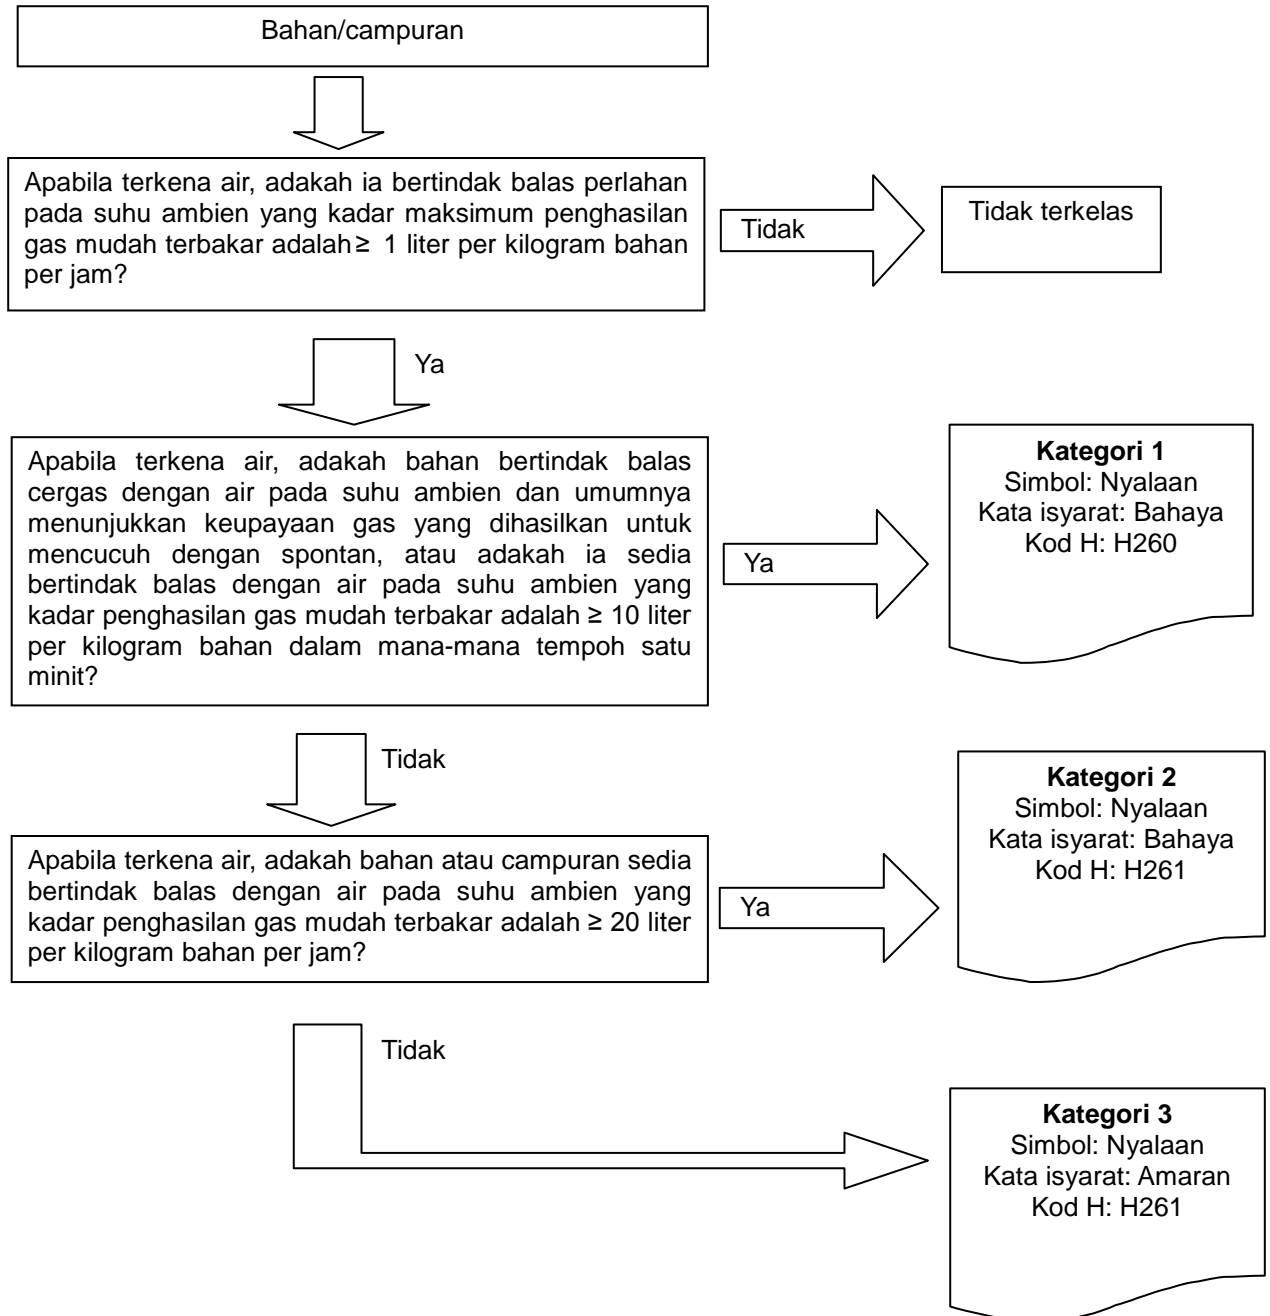 Bahan/campuran
Apabila terkena air, adakah ia bertindak balas perlahan
pada suhu ambien yang kadar maksimum penghasilan
gas mudah terbakar adalah ≥ 1 liter per kilogram bahan
per jam?
Tidak
Tidak terkelas
Ya
Apabila terkena air, adakah bahan bertindak balas
cergas dengan air pada suhu ambien dan umumnya
menunjukkan keupayaan gas yang dihasilkan untuk
mencucuh dengan spontan, atau adakah ia sedia
bertindak balas dengan air pada suhu ambien yang
kadar penghasilan gas mudah terbakar adalah ≥ 10 liter
per kilogram bahan dalam mana-mana tempoh satu
minit?
Ya
Kategori 1
Simbol: Nyalaan
Kata isyarat: Bahaya
Kod H: H260
Tidak
Apabila terkena air, adakah bahan atau campuran sedia
bertindak balas dengan air pada suhu ambien yang
kadar penghasilan gas mudah terbakar adalah ≥ 20 liter
per kilogram bahan per jam?
Ya
Kategori 2
Simbol: Nyalaan
Kata isyarat: Bahaya
Kod H: H261
Tidak
Kategori 3
Simbol: Nyalaan
Kata isyarat: Amaran
Kod H: H261